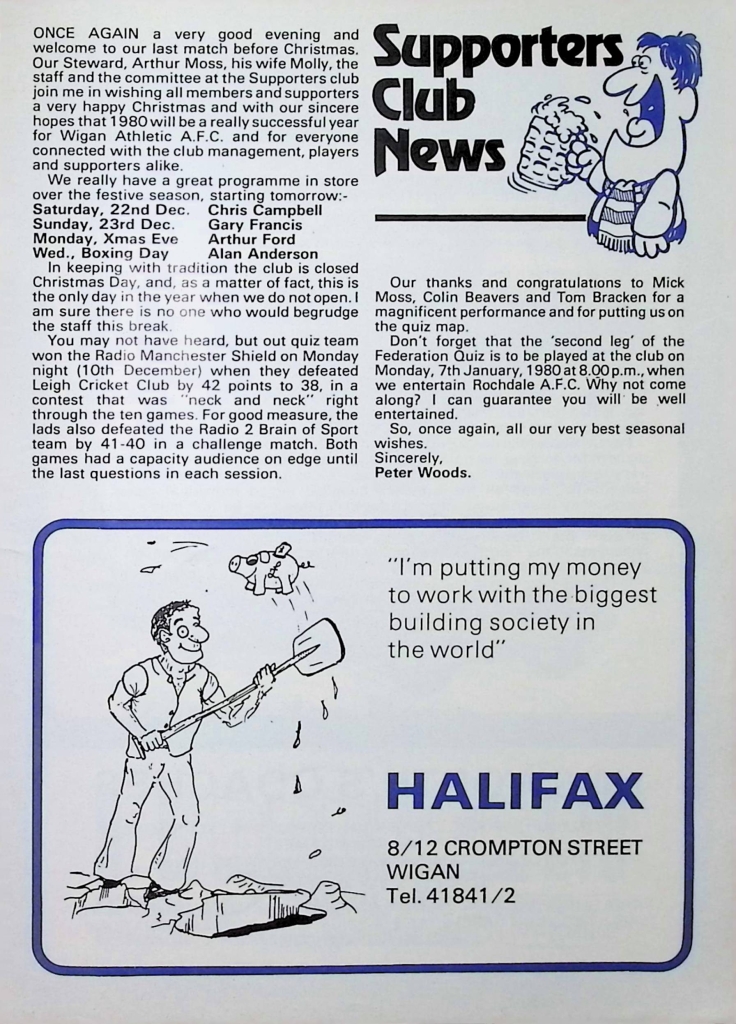 ONCE AGAIN a very good evening and
welcome to our last match before Christmas.
Our Steward, Arthur Moss, his wife Molly, the
staff and the committee at the Supporters club
join me in wishing all members and supporters
a very happy Christmas and with our sincere
hopes that 1980 will be a really successful year
for Wigan Athletic A.F.C. and for everyone
connected with the club management, players
and supporters alike.
We really have a great programme in store
over the festive season, starting tomorrow:-
Saturday, 22nd Dec. Chris Campbell
Sunday, 23rd Dec. Gary Francis
Monday, Xmas Eve Arthur Ford
Wed., Boxing Day Alan Anderson
In keeping with tradition the club is closed
Christmas Day, and, as a matter of fact, this is
the only day in the year when we do not open. I
am sure there is no one who would begrudge
the staff this break.
You may not have heard, but out quiz team
won the Radio Manchester Shield on Monday
night (10th December) when they defeated
Leigh Cricket Club by 42 points to 38, in a
contest that was "neck and neck" right
through the ten games. For good measure, the
lads also defeated the Radio 2 Brain of Sport
team by 41-40 in a challenge match. Both
games had a capacity audience on edge until
the last questions in each session.
Supporters
Club
News
Our thanks and congratulations to Mick
Moss, Colin Beavers and Tom Bracken for a
magnificent performance and for putting us on
the quiz map.
Don't forget that the 'second leg' of the
Federation Quiz is to be played at the club on
Monday, 7th January, 1980 at 8.00 p.m., when
we entertain Rochdale A.F.C. Why not come
along? I can guarantee you will be well
entertained.
So, once again, all our very best seasonal
wishes.
Sincerely,
Peter Woods.
"I'm putting my money
to work with the biggest
building society in
the world"
HALIFAX
8/12 CROMPTON STREET
WIGAN
Tel. 41841/2